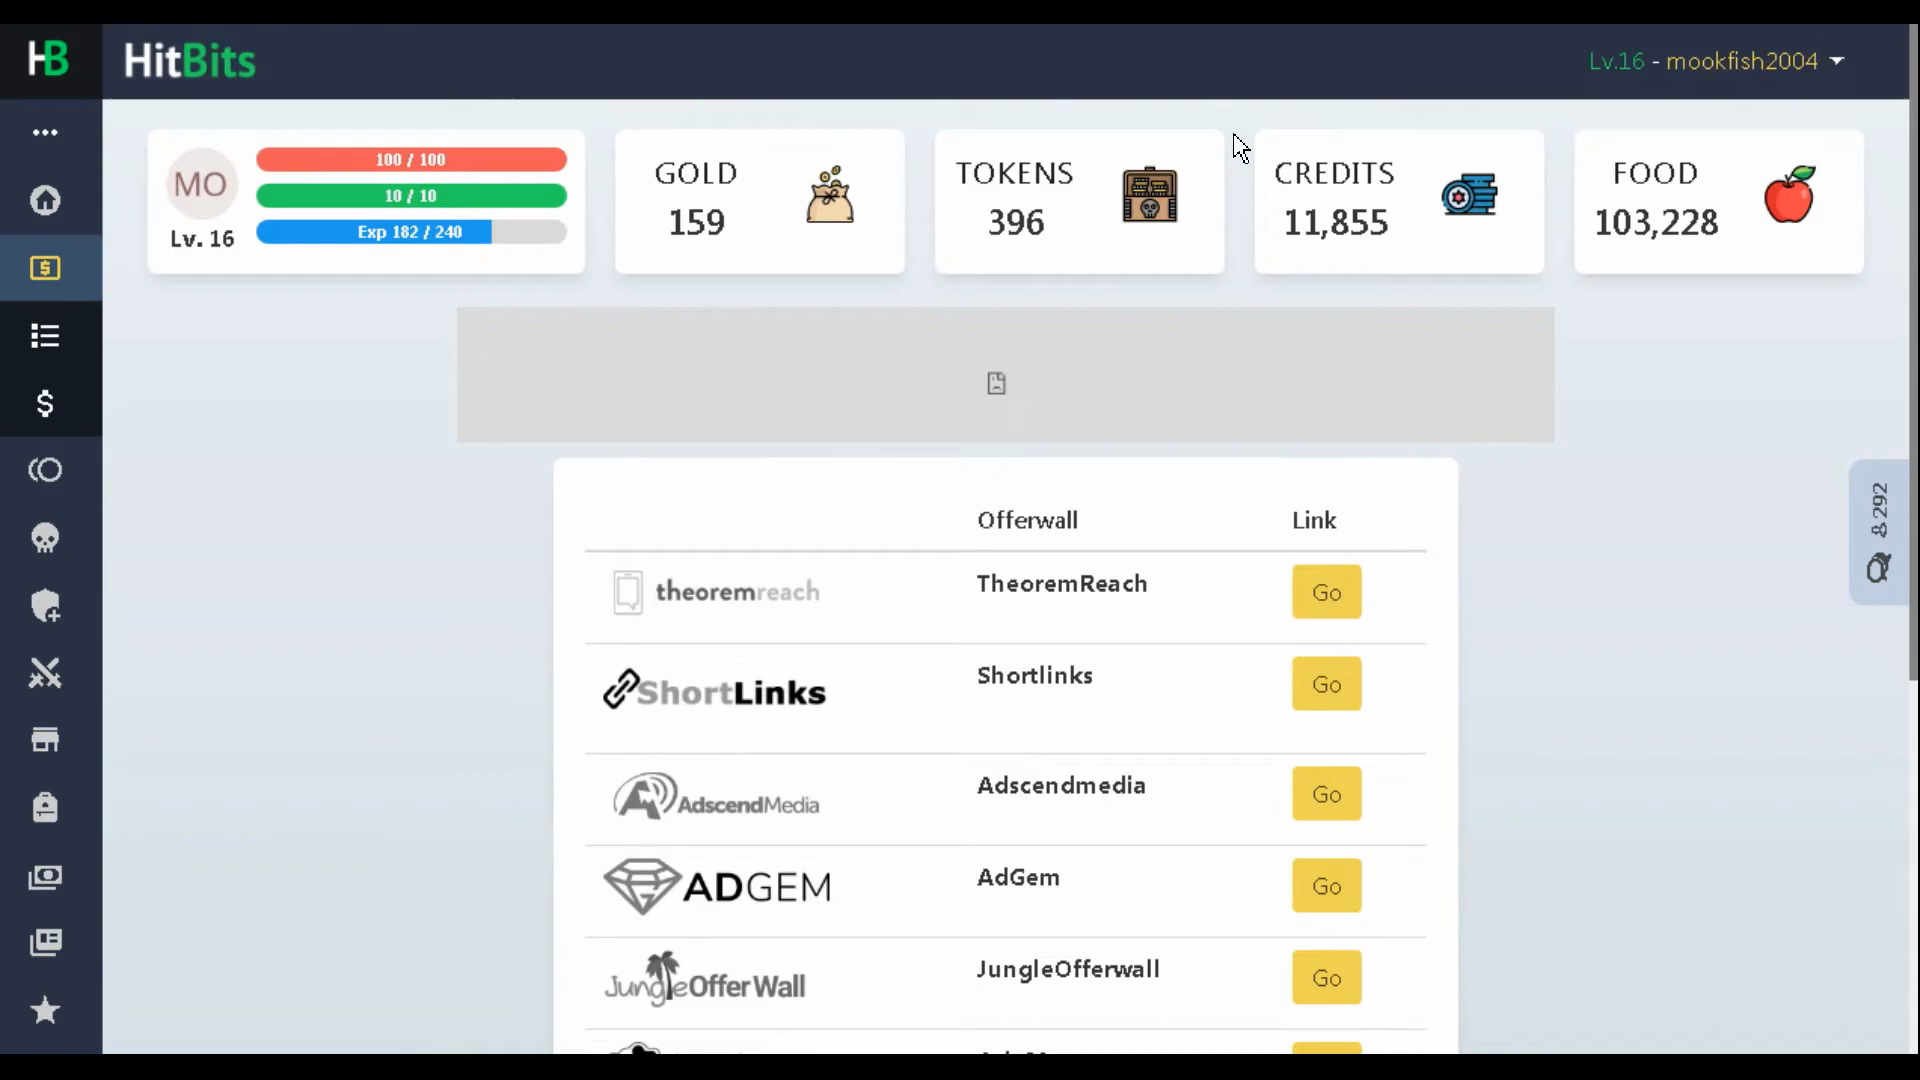 HB HitBits
Lv.16 - mookfish2004
MO
Lv. 16
100 / 100
10 / 10
Exp 182 / 240
GOLD
159
TOKENS
396
CREDITS
11,855
FOOD
103,228
292
Offerwall Link
theoremreach TheoremReach Go
ShortLinks Shortlinks Go
AdscendMedia Adscendmedia Go
ADGEM AdGem Go
JungleOfferWall JungleOfferwall Go